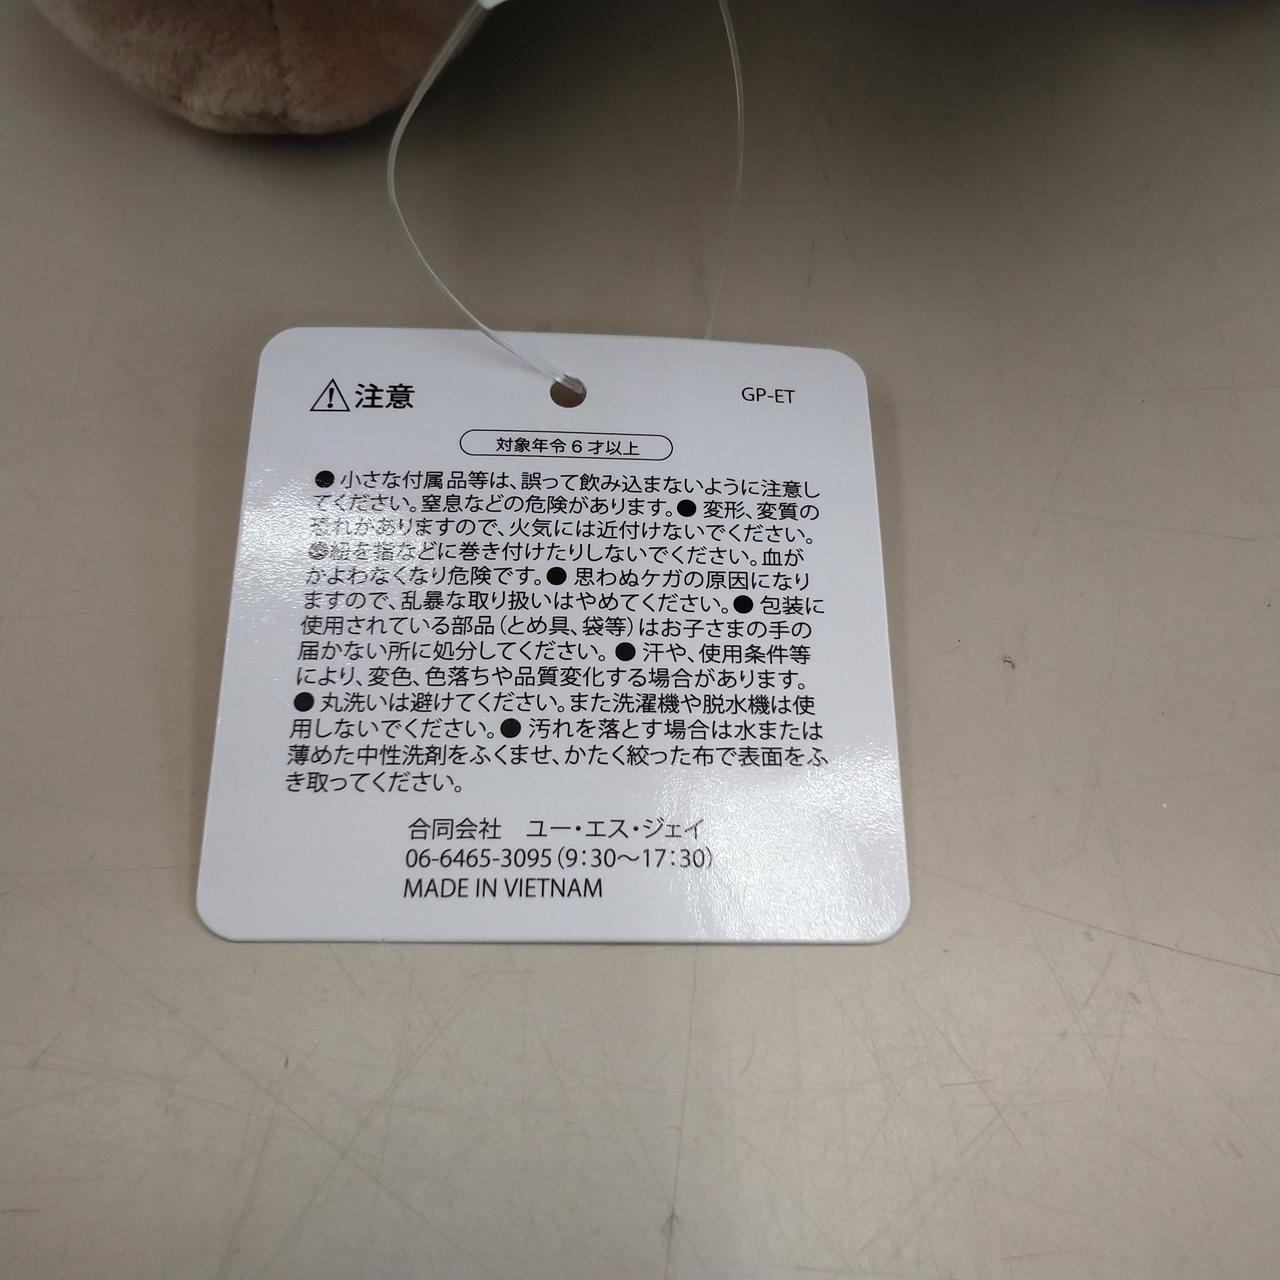 注意
GP-ET
対象年令6才以上
● 小さな付属品等は、誤って飲み込まないように注意し
てください。窒息などの危険があります。● 変形、変質の
恐れがありますので、火気には近付けないでください。
●紐を指などに巻き付けたりしないでください。血が
かよわなくなり危険です。● 思わぬケガの原因になり
ますので、乱暴な取り扱いはやめてください。● 包装に
使用されている部品(とめ具、袋等)はお子さまの手の
届かない所に処分してください。● 汗や、使用条件等
により、変色、色落ちや品質変化する場合があります。
● 丸洗いは避けてください。また洗濯機や脱水機は使
用しないでください。● 汚れを落とす場合は水または
薄めた中性洗剤をふくませ、かたく絞った布で表面をふ
き取ってください。
合同会社　ユー・エス・ジェイ
06-6465-3095(9:30〜17:30)
MADE IN VIETNAM